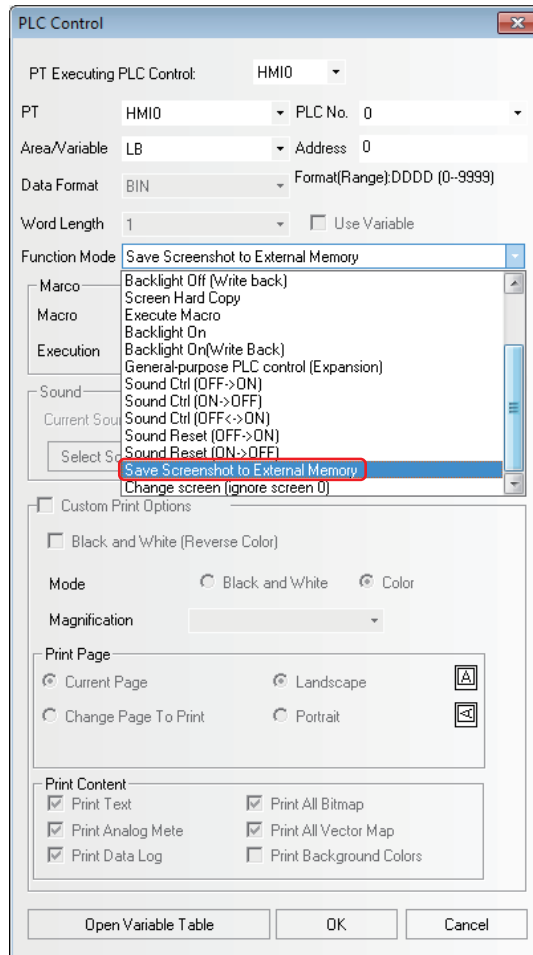 PLC Control
PT Executing PLC Control: HMI0
PT HMI0 PLC No. 0
Area/Variable LB Address 0
Data Format BIN Format(Range):DDDD (0--9999)
Word Length 1 Use Variable
Function Mode Save Screenshot to External Memory
Backlight Off (Write back)
Marco
Screen Hard Copy
Macro Execute Macro
Backlight On
Execution Backlight On(Write Back)
General-purpose PLC control (Expansion)
Sound Sound Ctrl (OFF->ON)
Sound Ctrl (ON->OFF)
Current Sou Sound Ctrl (OFF<->ON)
Sound Reset (OFF->ON)
Select So Sound Reset (ON->OFF)
Save Screenshot to External Memory
Change screen (ignore screen 0)
Custom Print Options
Black and White (Reverse Color)
Mode Black and White Color
Magnification
Print Page
Current Page Landscape A
Change Page To Print Portrait A
Print Content
Print Text Print All Bitmap
Print Analog Mete Print All Vector Map
Print Data Log Print Background Colors
Open Variable Table OK Cancel